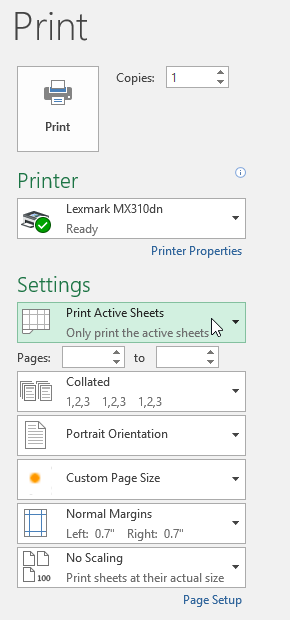 Print
Copies: 1
Print
Printer
Lexmark MX310dn
Ready
Printer Properties
Settings
Print Active Sheets
Only print the active sheets
Pages: to
Collated
1,2,3 1,2,3 1,2,3
Portrait Orientation
Custom Page Size
Normal Margins
Left: 0.7" Right: 0.7"
No Scaling
100
Print sheets at their actual size
Page Setup